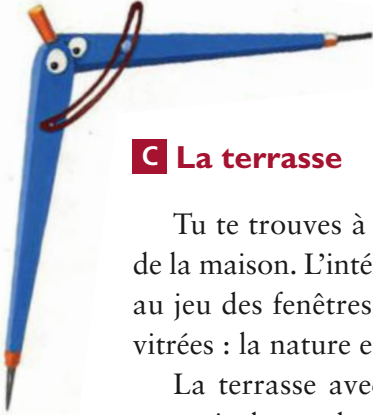 C La terrasse
Tu te trouves à
de la maison. L’inté
au jeu des fenêtres
vitrées : la nature e
La terrasse avec